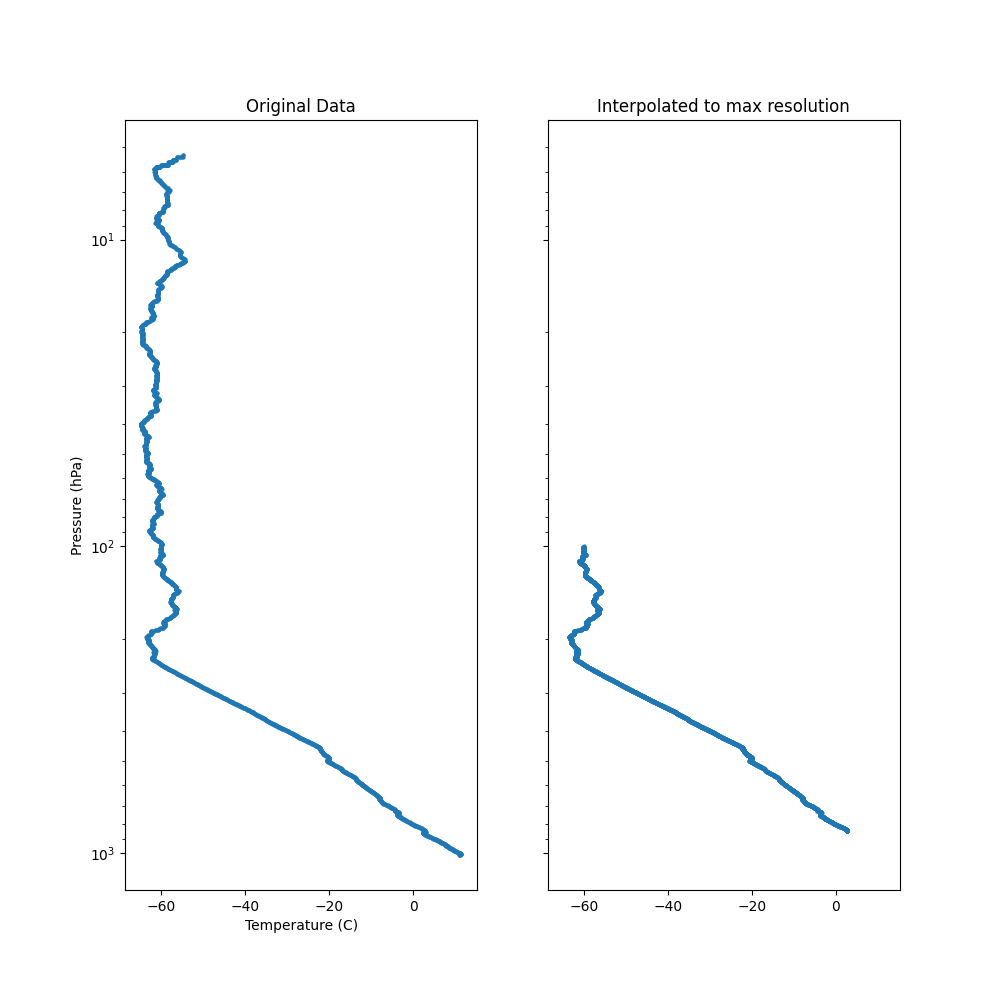 Original Data
Interpolated to max resolution
Pressure (hPa)
10¹
10²
10³
−60 −40 −20 0
−60 −40 −20 0
Temperature (C)